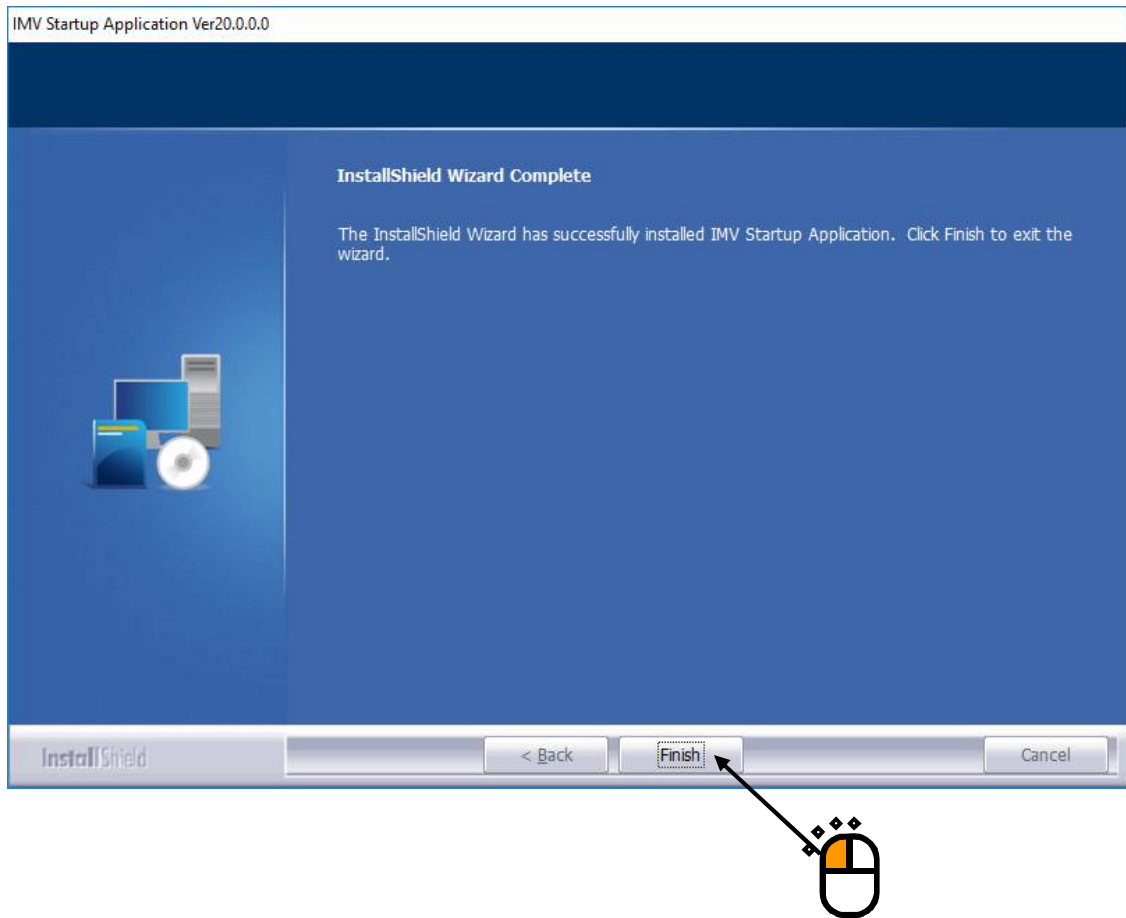 IMV Startup Application Ver20.0.0.0
InstallShield Wizard Complete
The InstallShield Wizard has successfully installed IMV Startup Application. Click Finish to exit the
wizard.
InstallShield
< Back
Finish
Cancel